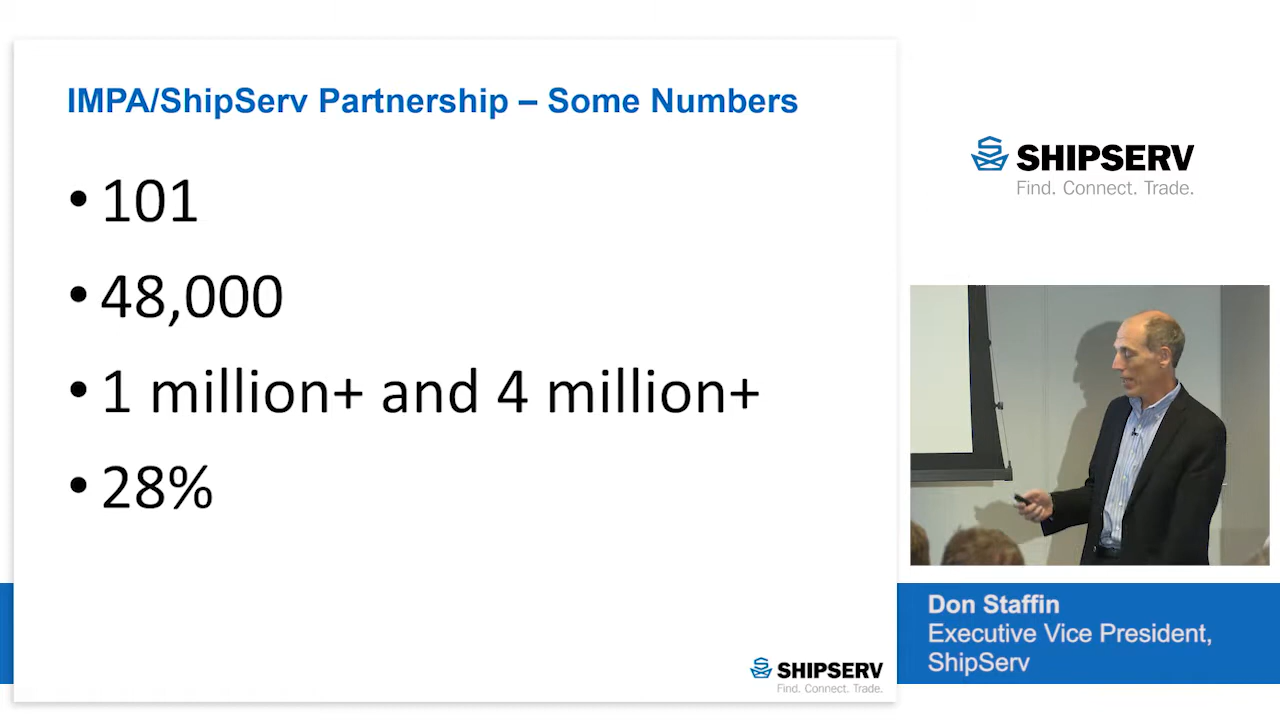 IMPA/ShipServ Partnership – Some Numbers
• 101
• 48,000
• 1 million+ and 4 million+
• 28%
SHIPSERV
Find. Connect. Trade.
SHIPSERV
Find. Connect. Trade.
Don Staffin
Executive Vice President,
ShipServ